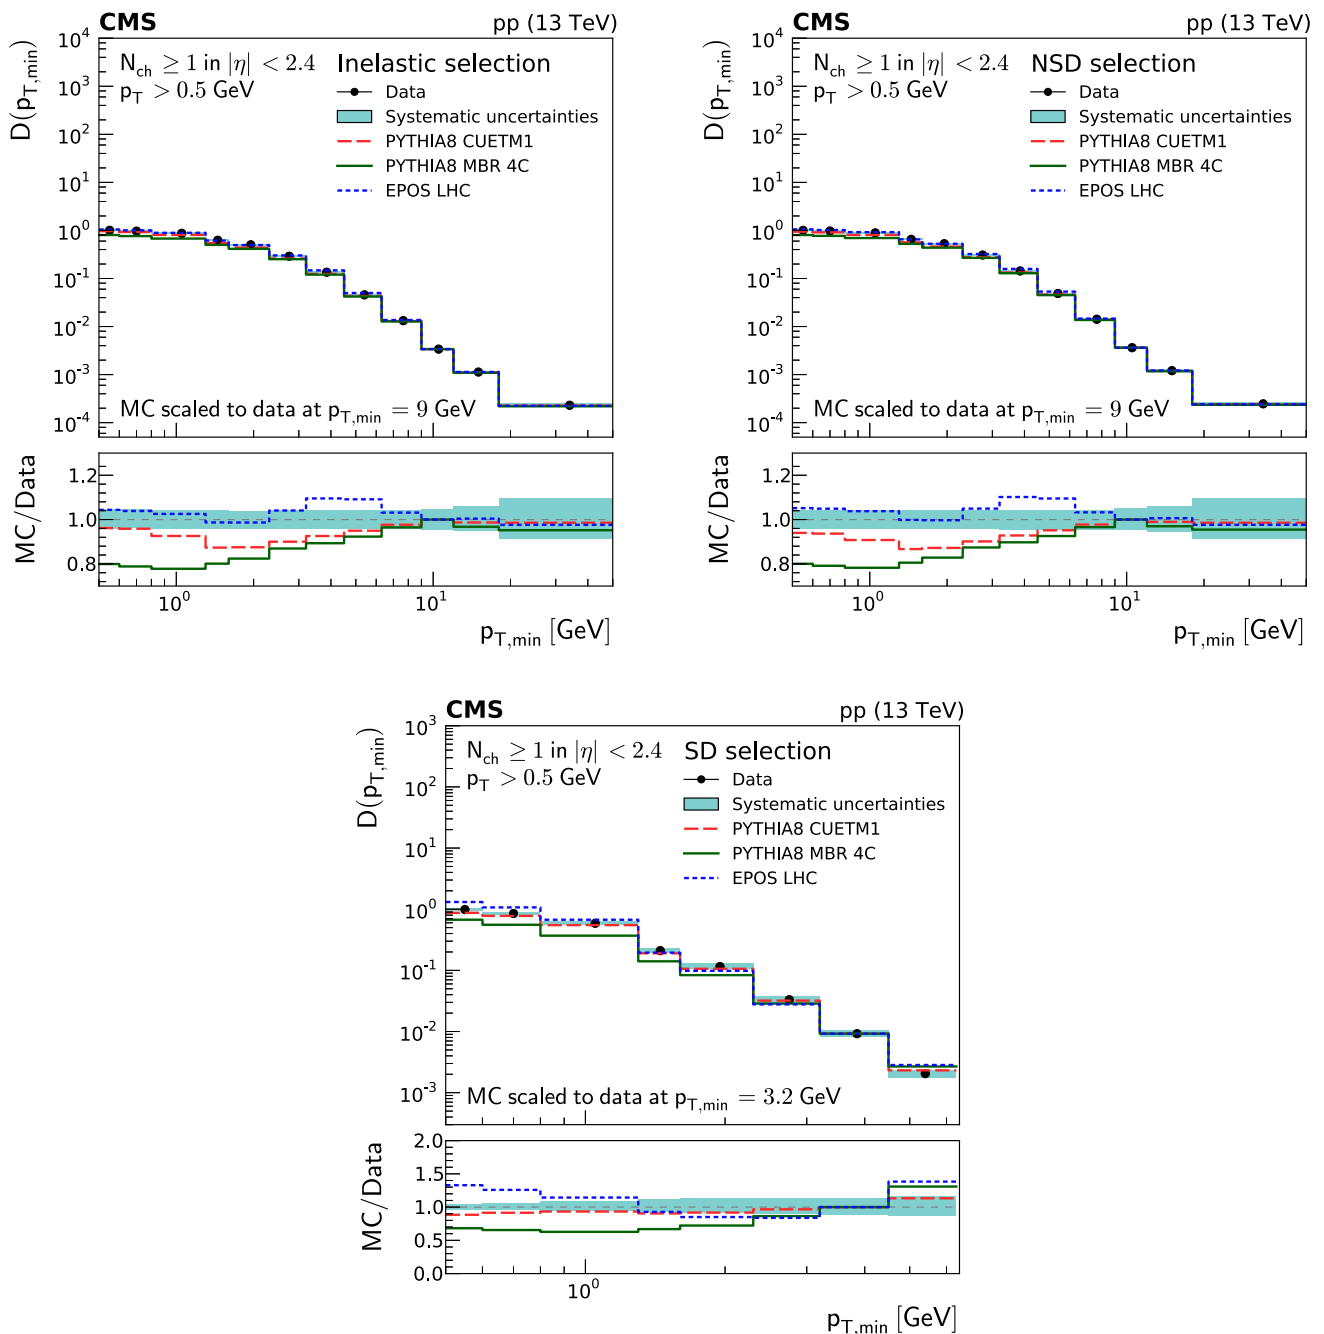 CMS pp (13 TeV)
D(p_T,min)
10^4
10^3
10^2
10^1
10^0
10^-1
10^-2
10^-3
10^-4
N_ch ≥ 1 in |η| < 2.4
p_T > 0.5 GeV
Inelastic selection
Data
Systematic uncertainties
PYTHIA8 CUETM1
PYTHIA8 MBR 4C
EPOS LHC
MC scaled to data at p_T,min = 9 GeV
MC/Data
1.2
1.0
0.8
10^0 10^1
p_T,min [GeV]
CMS pp (13 TeV)
D(p_T,min)
10^4
10^3
10^2
10^1
10^0
10^-1
10^-2
10^-3
10^-4
N_ch ≥ 1 in |η| < 2.4
p_T > 0.5 GeV
NSD selection
Data
Systematic uncertainties
PYTHIA8 CUETM1
PYTHIA8 MBR 4C
EPOS LHC
MC scaled to data at p_T,min = 9 GeV
MC/Data
1.2
1.0
0.8
10^0 10^1
p_T,min [GeV]
CMS pp (13 TeV)
D(p_T,min)
10^3
10^2
10^1
10^0
10^-1
10^-2
10^-3
N_ch ≥ 1 in |η| < 2.4
p_T > 0.5 GeV
SD selection
Data
Systematic uncertainties
PYTHIA8 CUETM1
PYTHIA8 MBR 4C
EPOS LHC
MC scaled to data at p_T,min = 3.2 GeV
MC/Data
2.0
1.5
1.0
0.5
0.0
10^0
p_T,min [GeV]